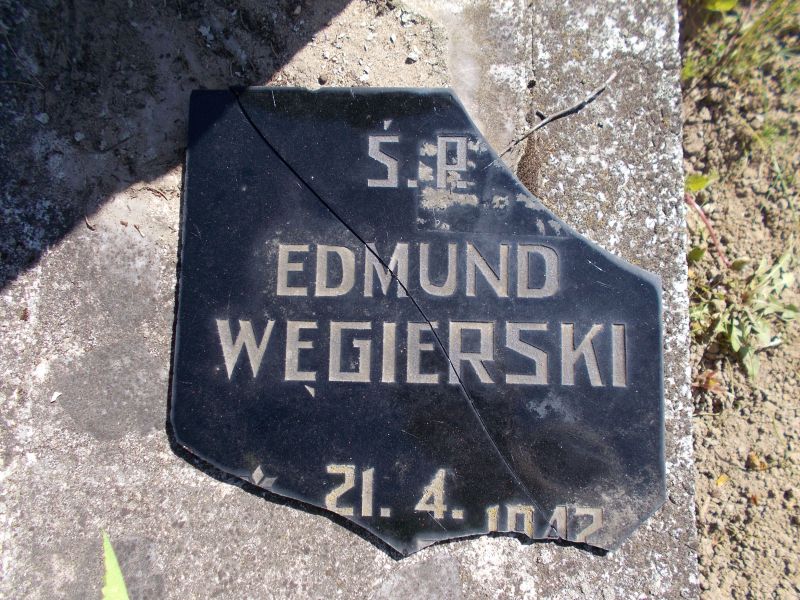 Ś.P.
EDMUND
WĘGIERSKI
21. 4. 1942